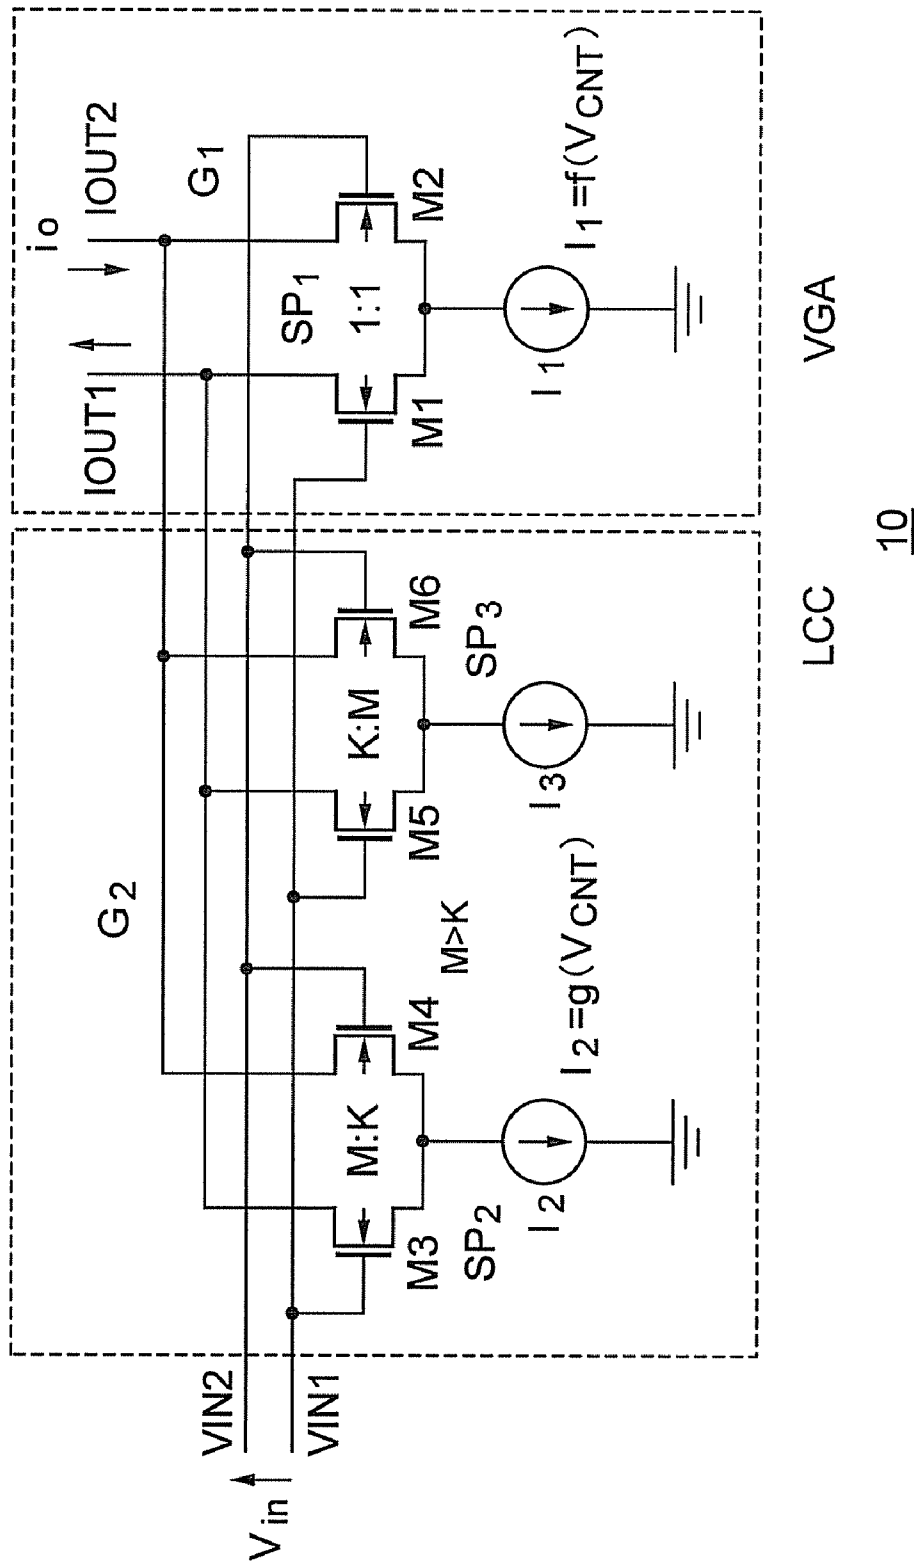 IOUT1
io
IOUT2
G2
G1
VIN2
VIN1
Vin
M:K
K:M
SP1
1:1
M3
M4
M5
M6
M1
M2
SP2
M>K
SP3
I2
I2=g(VCNT)
I3
I1
I1=f(VCNT)
LCC
VGA
10